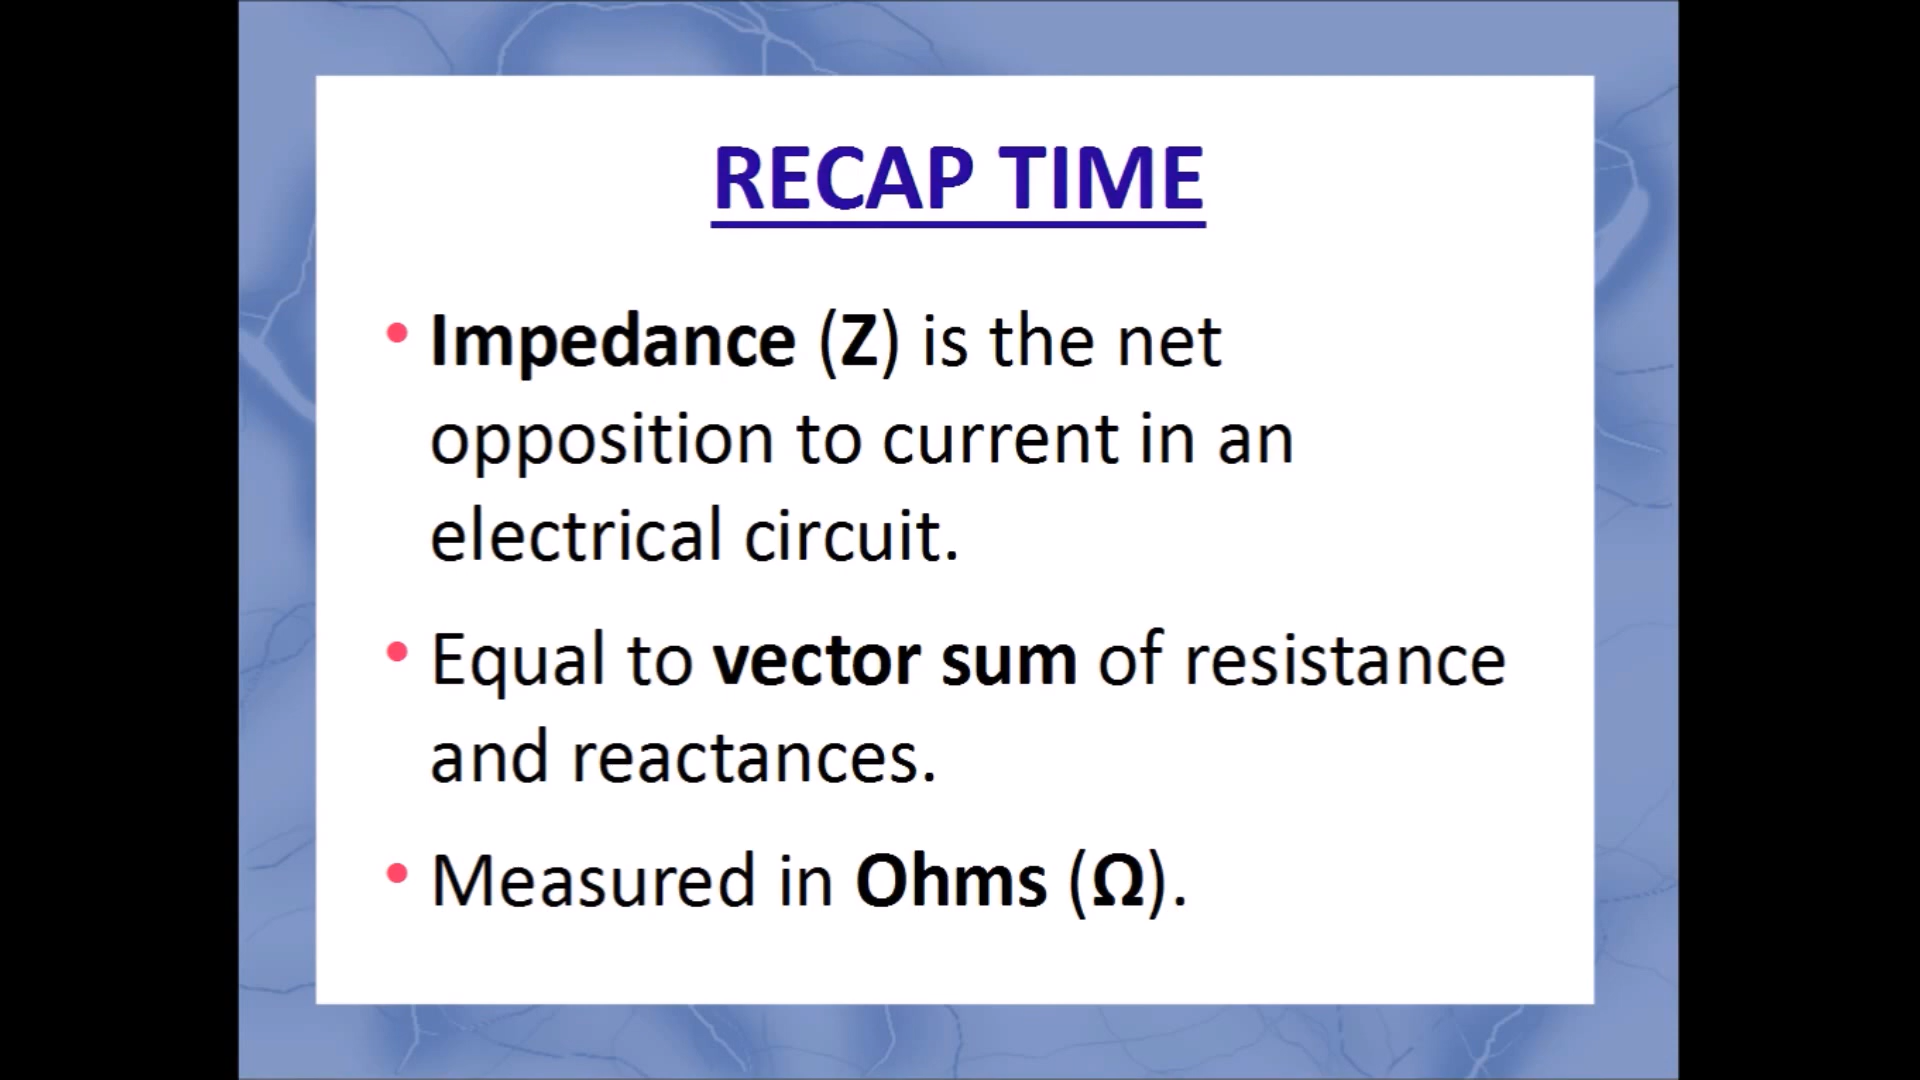 RECAP TIME
• Impedance (Z) is the net
opposition to current in an
electrical circuit.
• Equal to vector sum of resistance
and reactances.
• Measured in Ohms (Ω).